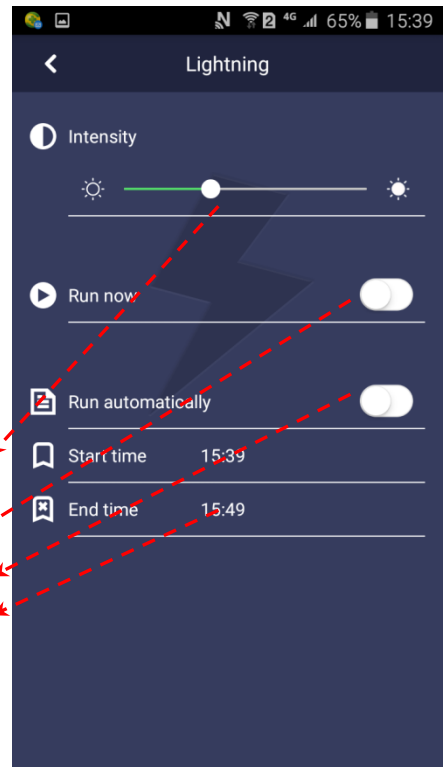 2 4G 65% 15:39
Lightning
Intensity
Run now
Run automatically
Start time 15:39
End time 15:49